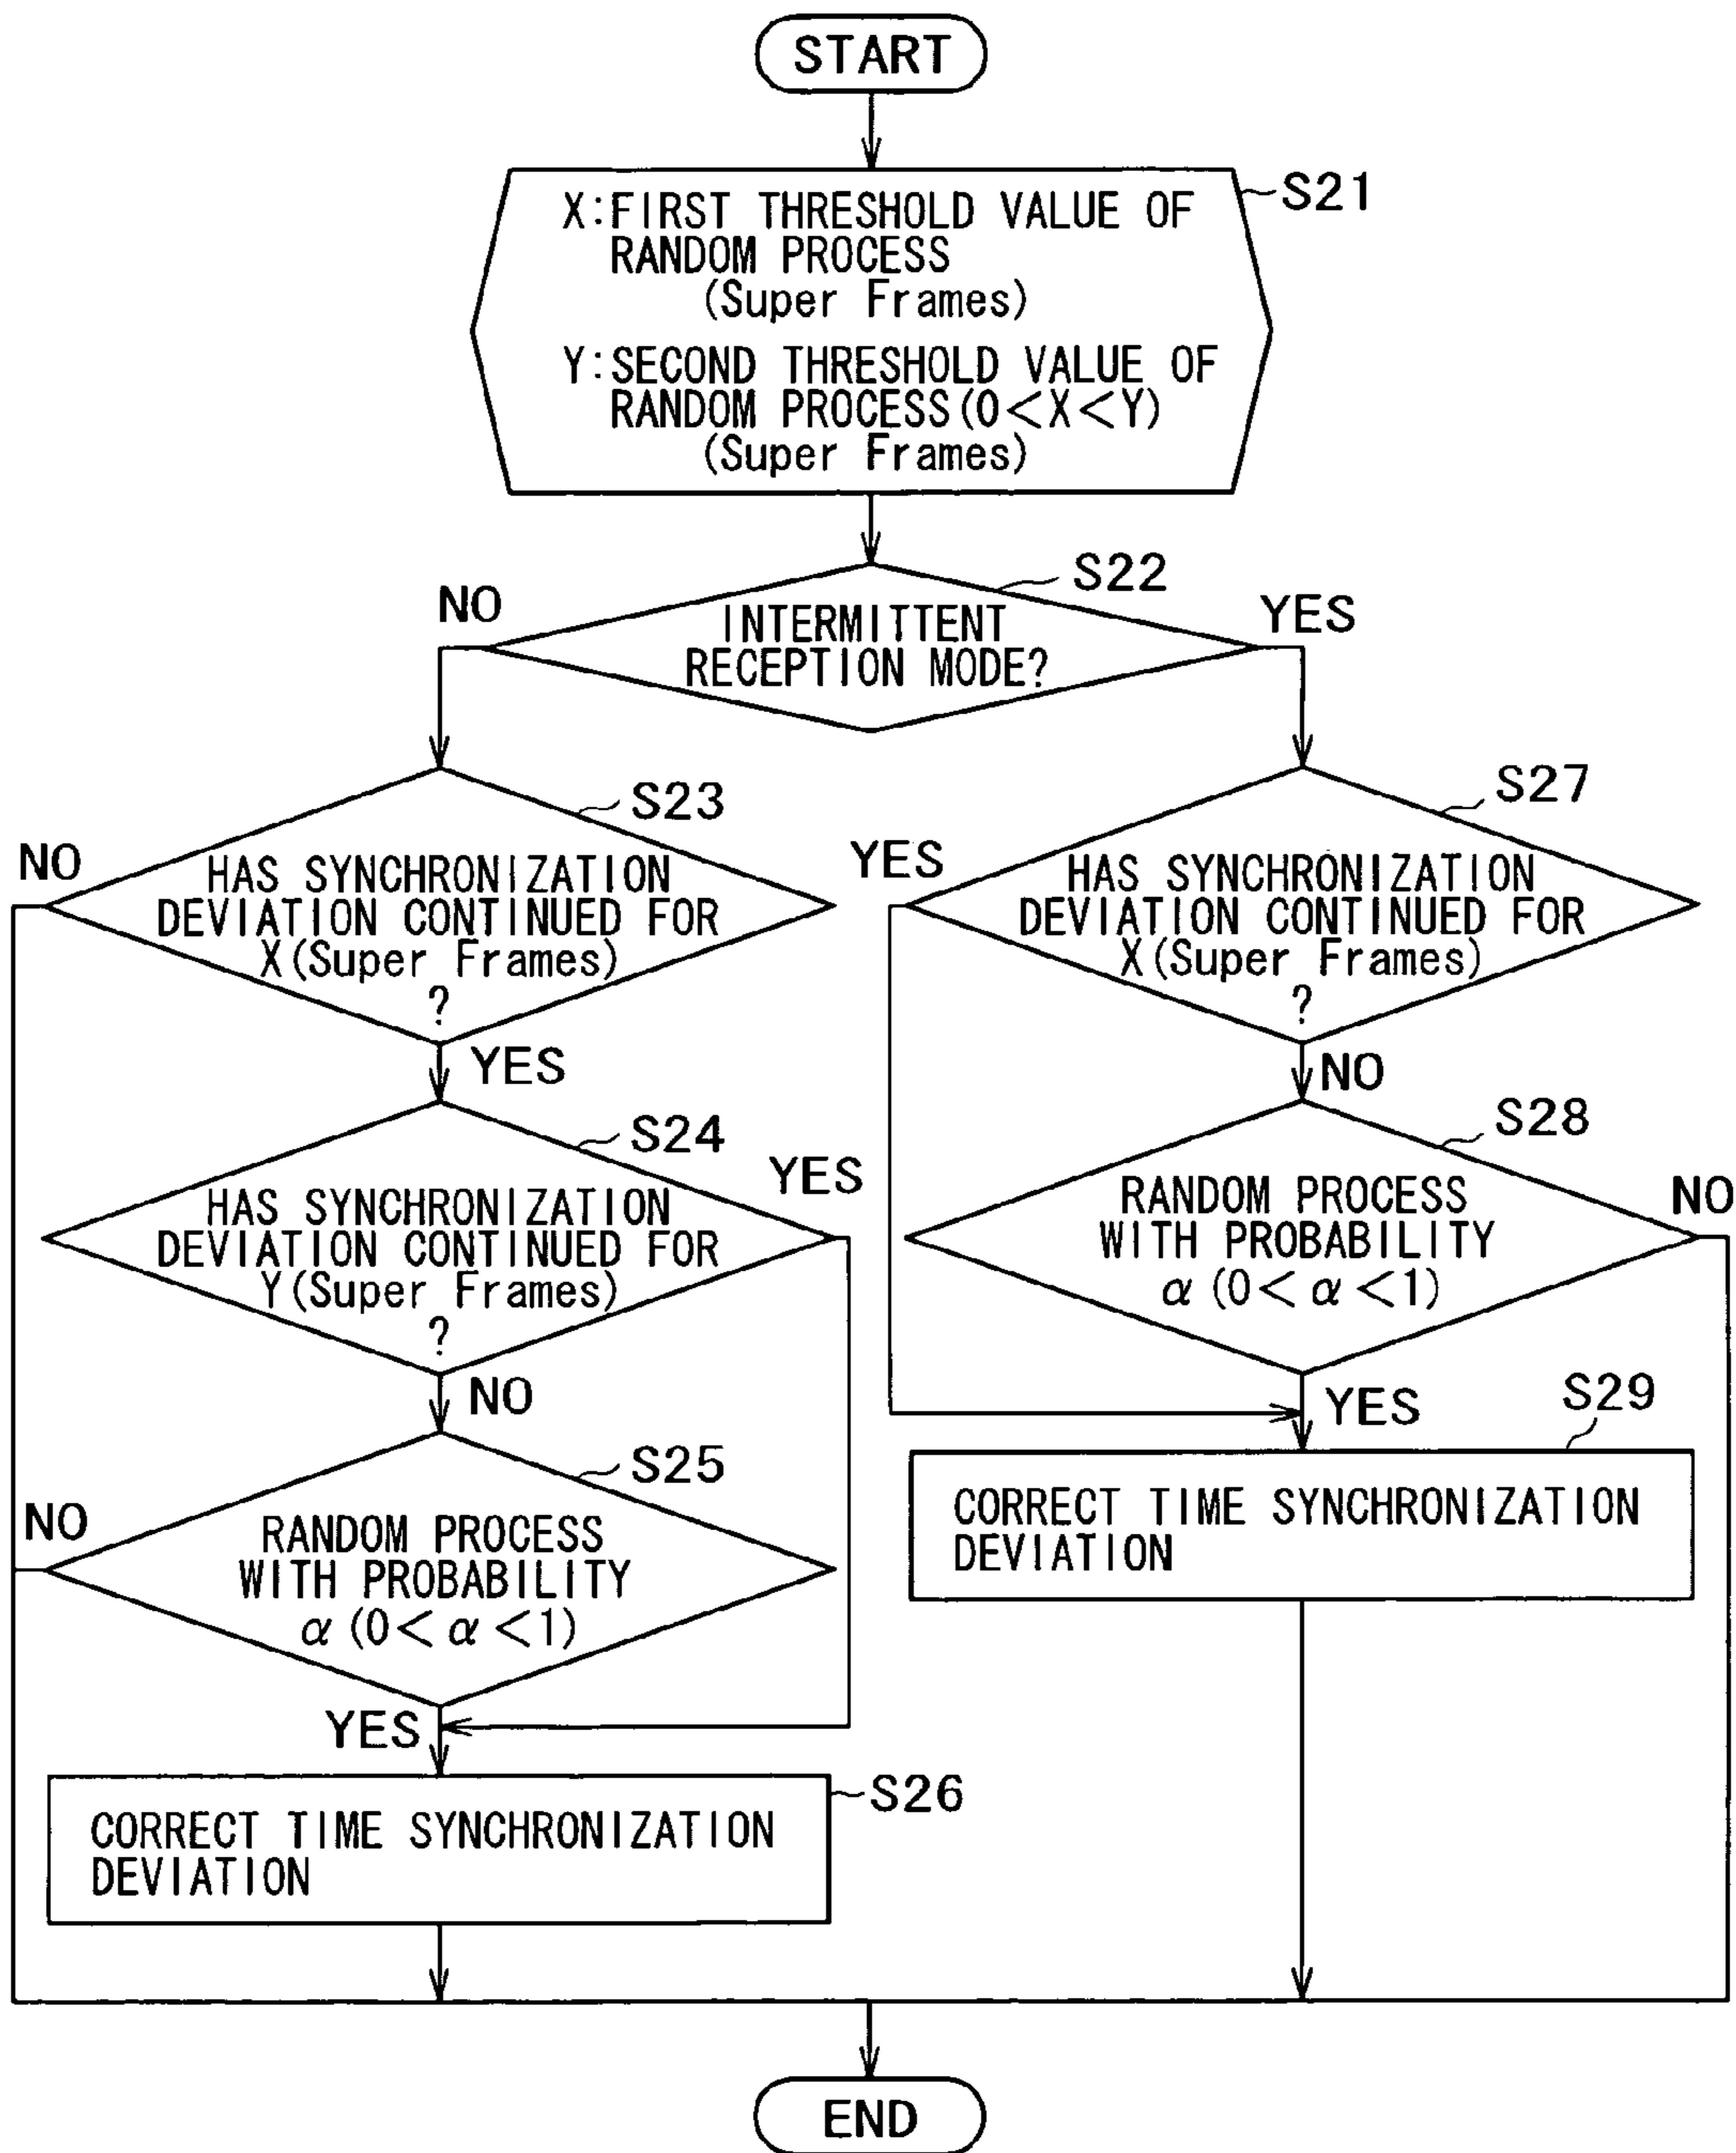 START
X:FIRST THRESHOLD VALUE OF
RANDOM PROCESS
(Super Frames)
Y:SECOND THRESHOLD VALUE OF
RANDOM PROCESS(0<X<Y)
(Super Frames)
S21
S22
NO
INTERMITTENT
RECEPTION MODE?
YES
S23
NO
HAS SYNCHRONIZATION
DEVIATION CONTINUED FOR
X(Super Frames)
?
YES
S24
YES
HAS SYNCHRONIZATION
DEVIATION CONTINUED FOR
Y(Super Frames)
?
NO
S25
NO
RANDOM PROCESS
WITH PROBABILITY
α (0< α <1)
YES
S26
CORRECT TIME SYNCHRONIZATION
DEVIATION
S27
YES
HAS SYNCHRONIZATION
DEVIATION CONTINUED FOR
X(Super Frames)
?
NO
S28
RANDOM PROCESS
WITH PROBABILITY
α (0< α <1)
NO
YES
S29
CORRECT TIME SYNCHRONIZATION
DEVIATION
END